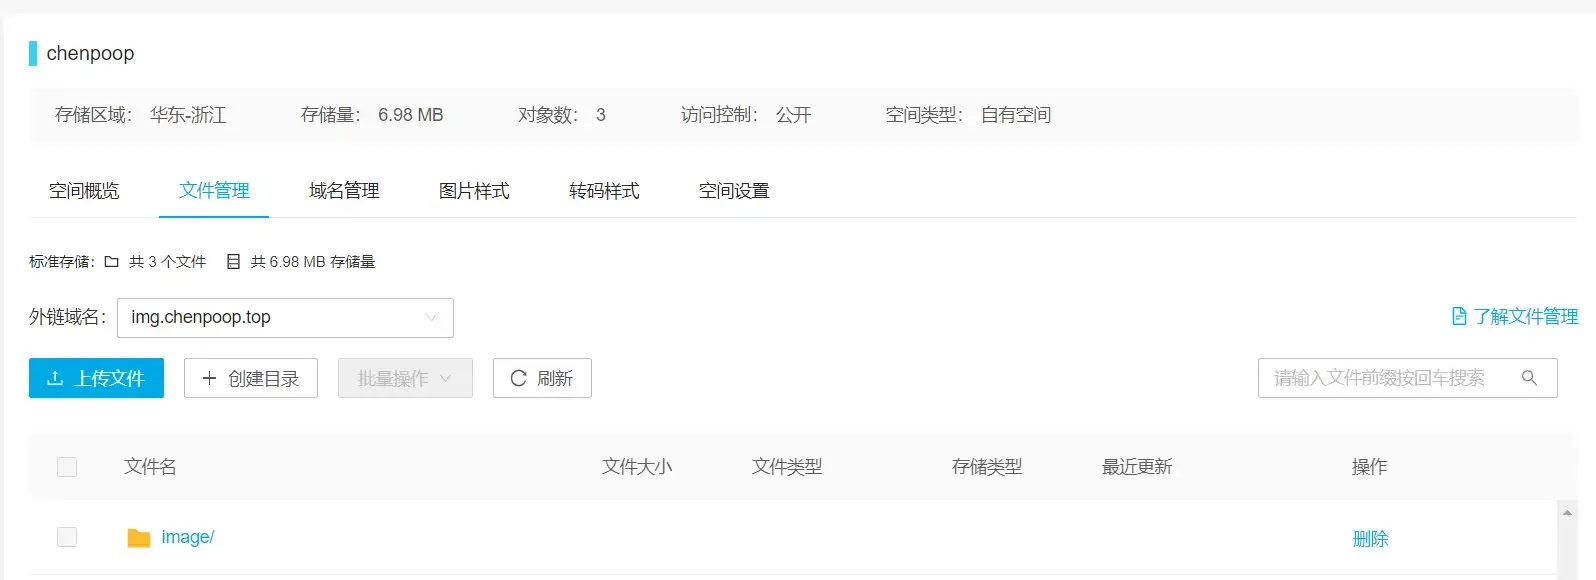 chenpoop
存储区域： 华东-浙江 存储量： 6.98 MB 对象数： 3 访问控制： 公开 空间类型： 自有空间
空间概览 文件管理 域名管理 图片样式 转码样式 空间设置
标准存储： 共 3 个文件 共 6.98 MB 存储量
外链域名： img.chenpoop.top 了解文件管理
上传文件 创建目录 批量操作 刷新 请输入文件前缀按回车搜索
文件名 文件大小 文件类型 存储类型 最近更新 操作
image/ 删除